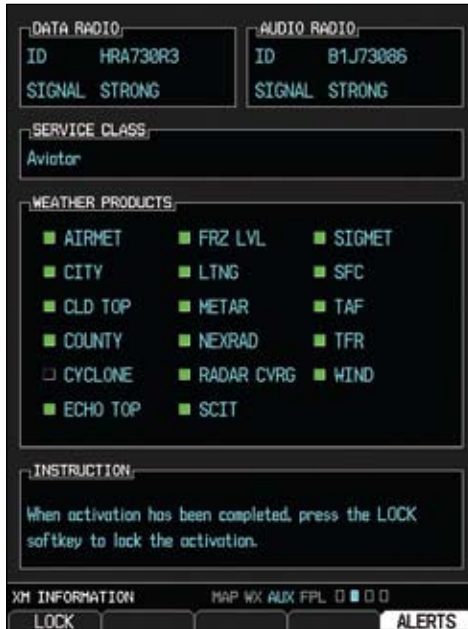 DATA RADIO
ID HRA730R3
SIGNAL STRONG
AUDIO RADIO
ID B1J73086
SIGNAL STRONG
SERVICE CLASS
Aviator
WEATHER PRODUCTS
AIRMET FRZ LVL SIGMET
CITY LTNG SFC
CLD TOP METAR TAF
COUNTY NEXRAD TFR
CYCLONE RADAR CVRG WIND
ECHO TOP SCIT
INSTRUCTION
When activation has been completed, press the LOCK
softkey to lock the activation.
XM INFORMATION MAP WX AUX FPL
LOCK ALERTS